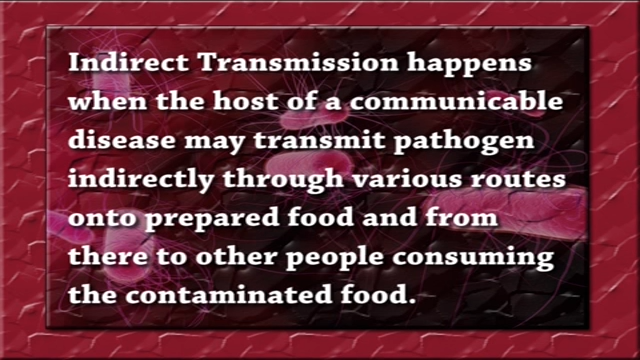 Indirect Transmission happens
when the host of a communicable
disease may transmit pathogen
indirectly through various routes
onto prepared food and from
there to other people consuming
the contaminated food.